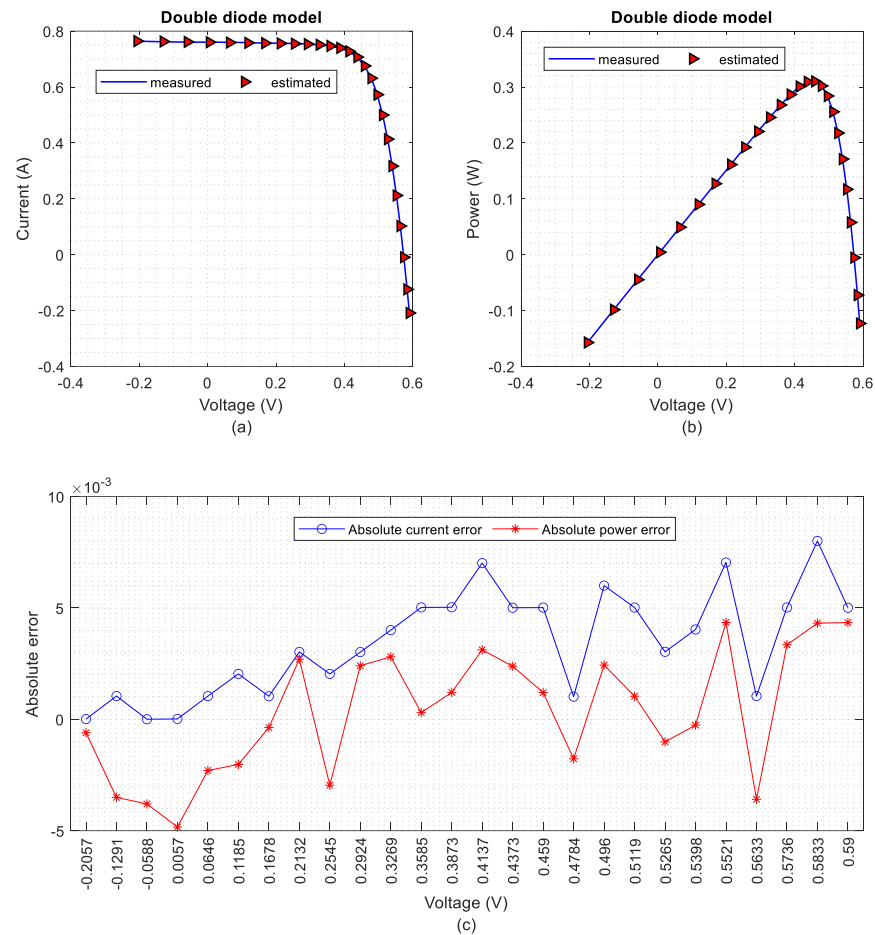 Double diode model
0.8
0.6
0.4
0.2
0
-0.2
-0.4
Current (A)
measured estimated
-0.4 -0.2 0 0.2 0.4 0.6
Voltage (V)
(a)
Double diode model
0.4
0.3
0.2
0.1
0
-0.1
-0.2
Power (W)
measured estimated
-0.4 -0.2 0 0.2 0.4 0.6
Voltage (V)
(b)
×10⁻³
10
5
0
-5
Absolute error
Absolute current error Absolute power error
-0.2057
-0.1291
-0.0588
0.0057
0.0646
0.1185
0.1678
0.2132
0.2545
0.2924
0.3269
0.3585
0.3873
0.4137
0.4373
0.459
0.4784
0.496
0.5119
0.5265
0.5398
0.5521
0.5633
0.5736
0.5833
0.59
Voltage (V)
(c)